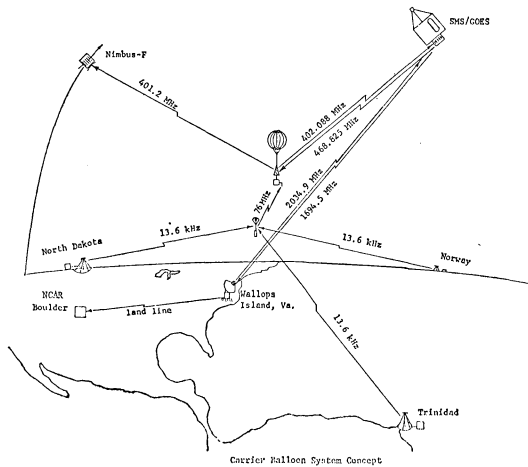 SMS/GOES
Nimbus-F
401.2 MHz
402.088 MHz
468.825 MHz
76 MHz
2034.9 MHz
1694.5 MHz
North Dakota
13.6 kHz
13.6 kHz
Norway
NCAR
Boulder
land line
Wallops
Island, Va.
13.6 kHz
Trinidad
Carrier Balloon System Concept